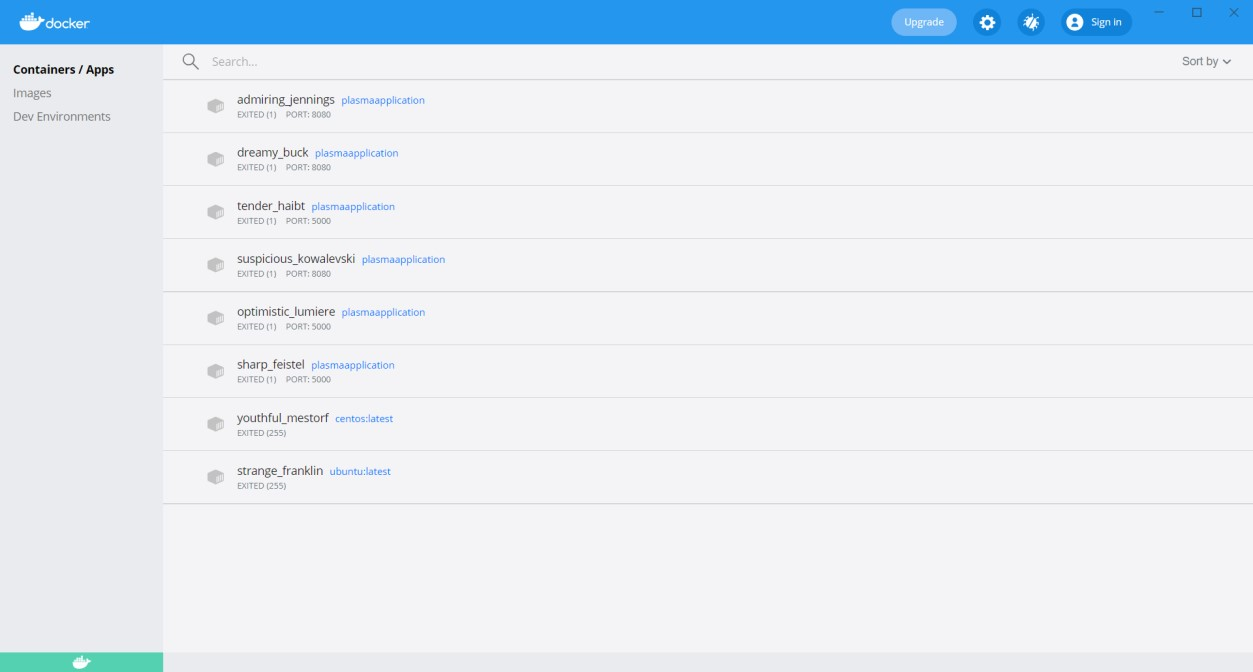 docker
Upgrade
Sign in
Containers / Apps
Images
Dev Environments
Search...
Sort by
admiring_jennings plasmaapplication
EXITED (1) PORT: 8080
dreamy_buck plasmaapplication
EXITED (1) PORT: 8080
tender_haibt plasmaapplication
EXITED (1) PORT: 5000
suspicious_kowalevski plasmaapplication
EXITED (1) PORT: 8080
optimistic_lumiere plasmaapplication
EXITED (1) PORT: 5000
sharp_feistel plasmaapplication
EXITED (1) PORT: 5000
youthful_mestorf centos:latest
EXITED (255)
strange_franklin ubuntu:latest
EXITED (255)